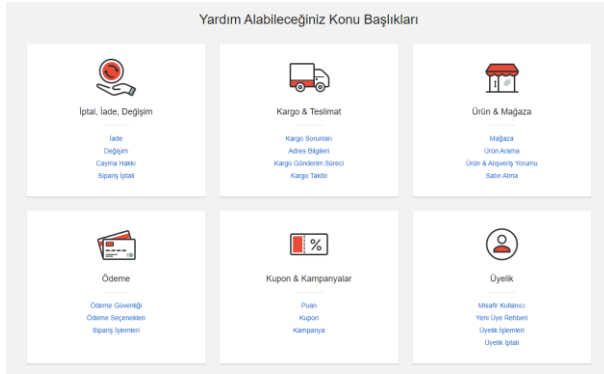 Yardım Alabileceğiniz Konu Başlıkları
İptal, İade, Değişim
İade
Değişim
Cayma Hakkı
Sipariş İptali
Kargo & Teslimat
Kargo Sorunları
Adres Bilgileri
Kargo Gönderim Süreci
Kargo Takibi
Ürün & Mağaza
Mağaza
Ürün Arama
Ürün & Alışveriş Yorumu
Satın Alma
Ödeme
Ödeme Güvenliği
Ödeme Seçenekleri
Sipariş İşlemleri
%
Kupon & Kampanyalar
Puan
Kupon
Kampanya
Üyelik
Misafir Kullanıcı
Yeni Üye Rehberi
Üyelik İşlemleri
Üyelik İptali